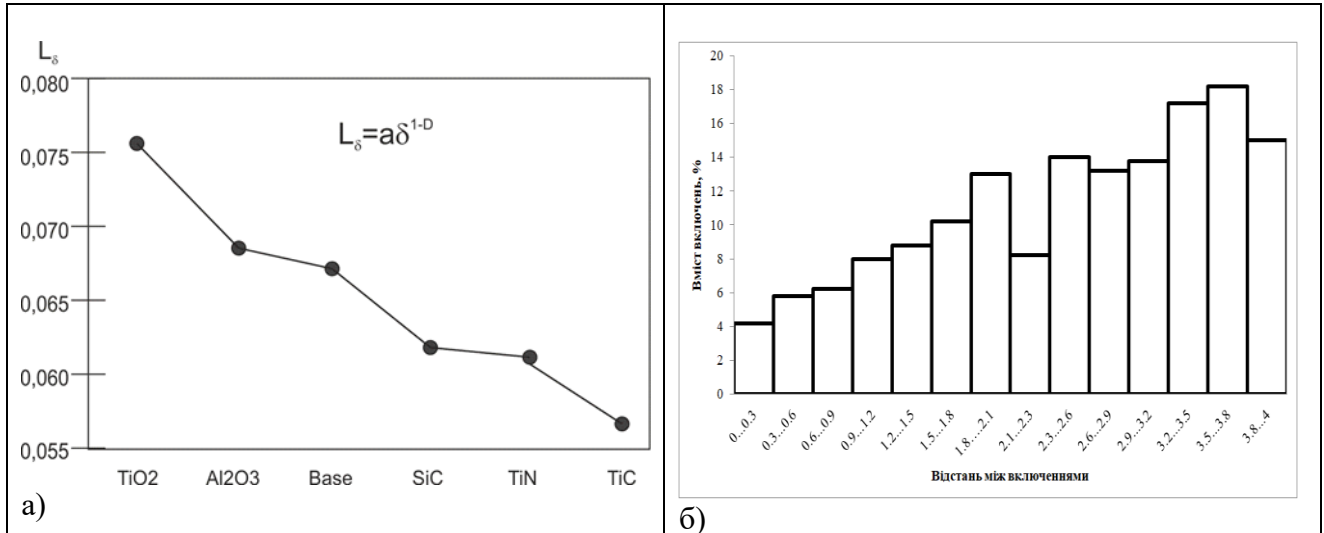 L_δ
0,080
0,075
0,070
0,065
0,060
0,055
L_δ=aδ^{1-D}
TiO2 Al2O3 Base SiC TiN TiC
а)
Вміст включень, %
20
18
16
14
12
10
8
6
4
2
0
0…0.3 0.3…0.6 0.6…0.9 0.9…1.2 1.2…1.5 1.5…1.8 1.8….2.1 2.1…2.3 2.3…2.6 2.6…2.9 2.9…3.2 3.2…3.5 3.5…3.8 3.8…4
Відстань між включеннями
б)